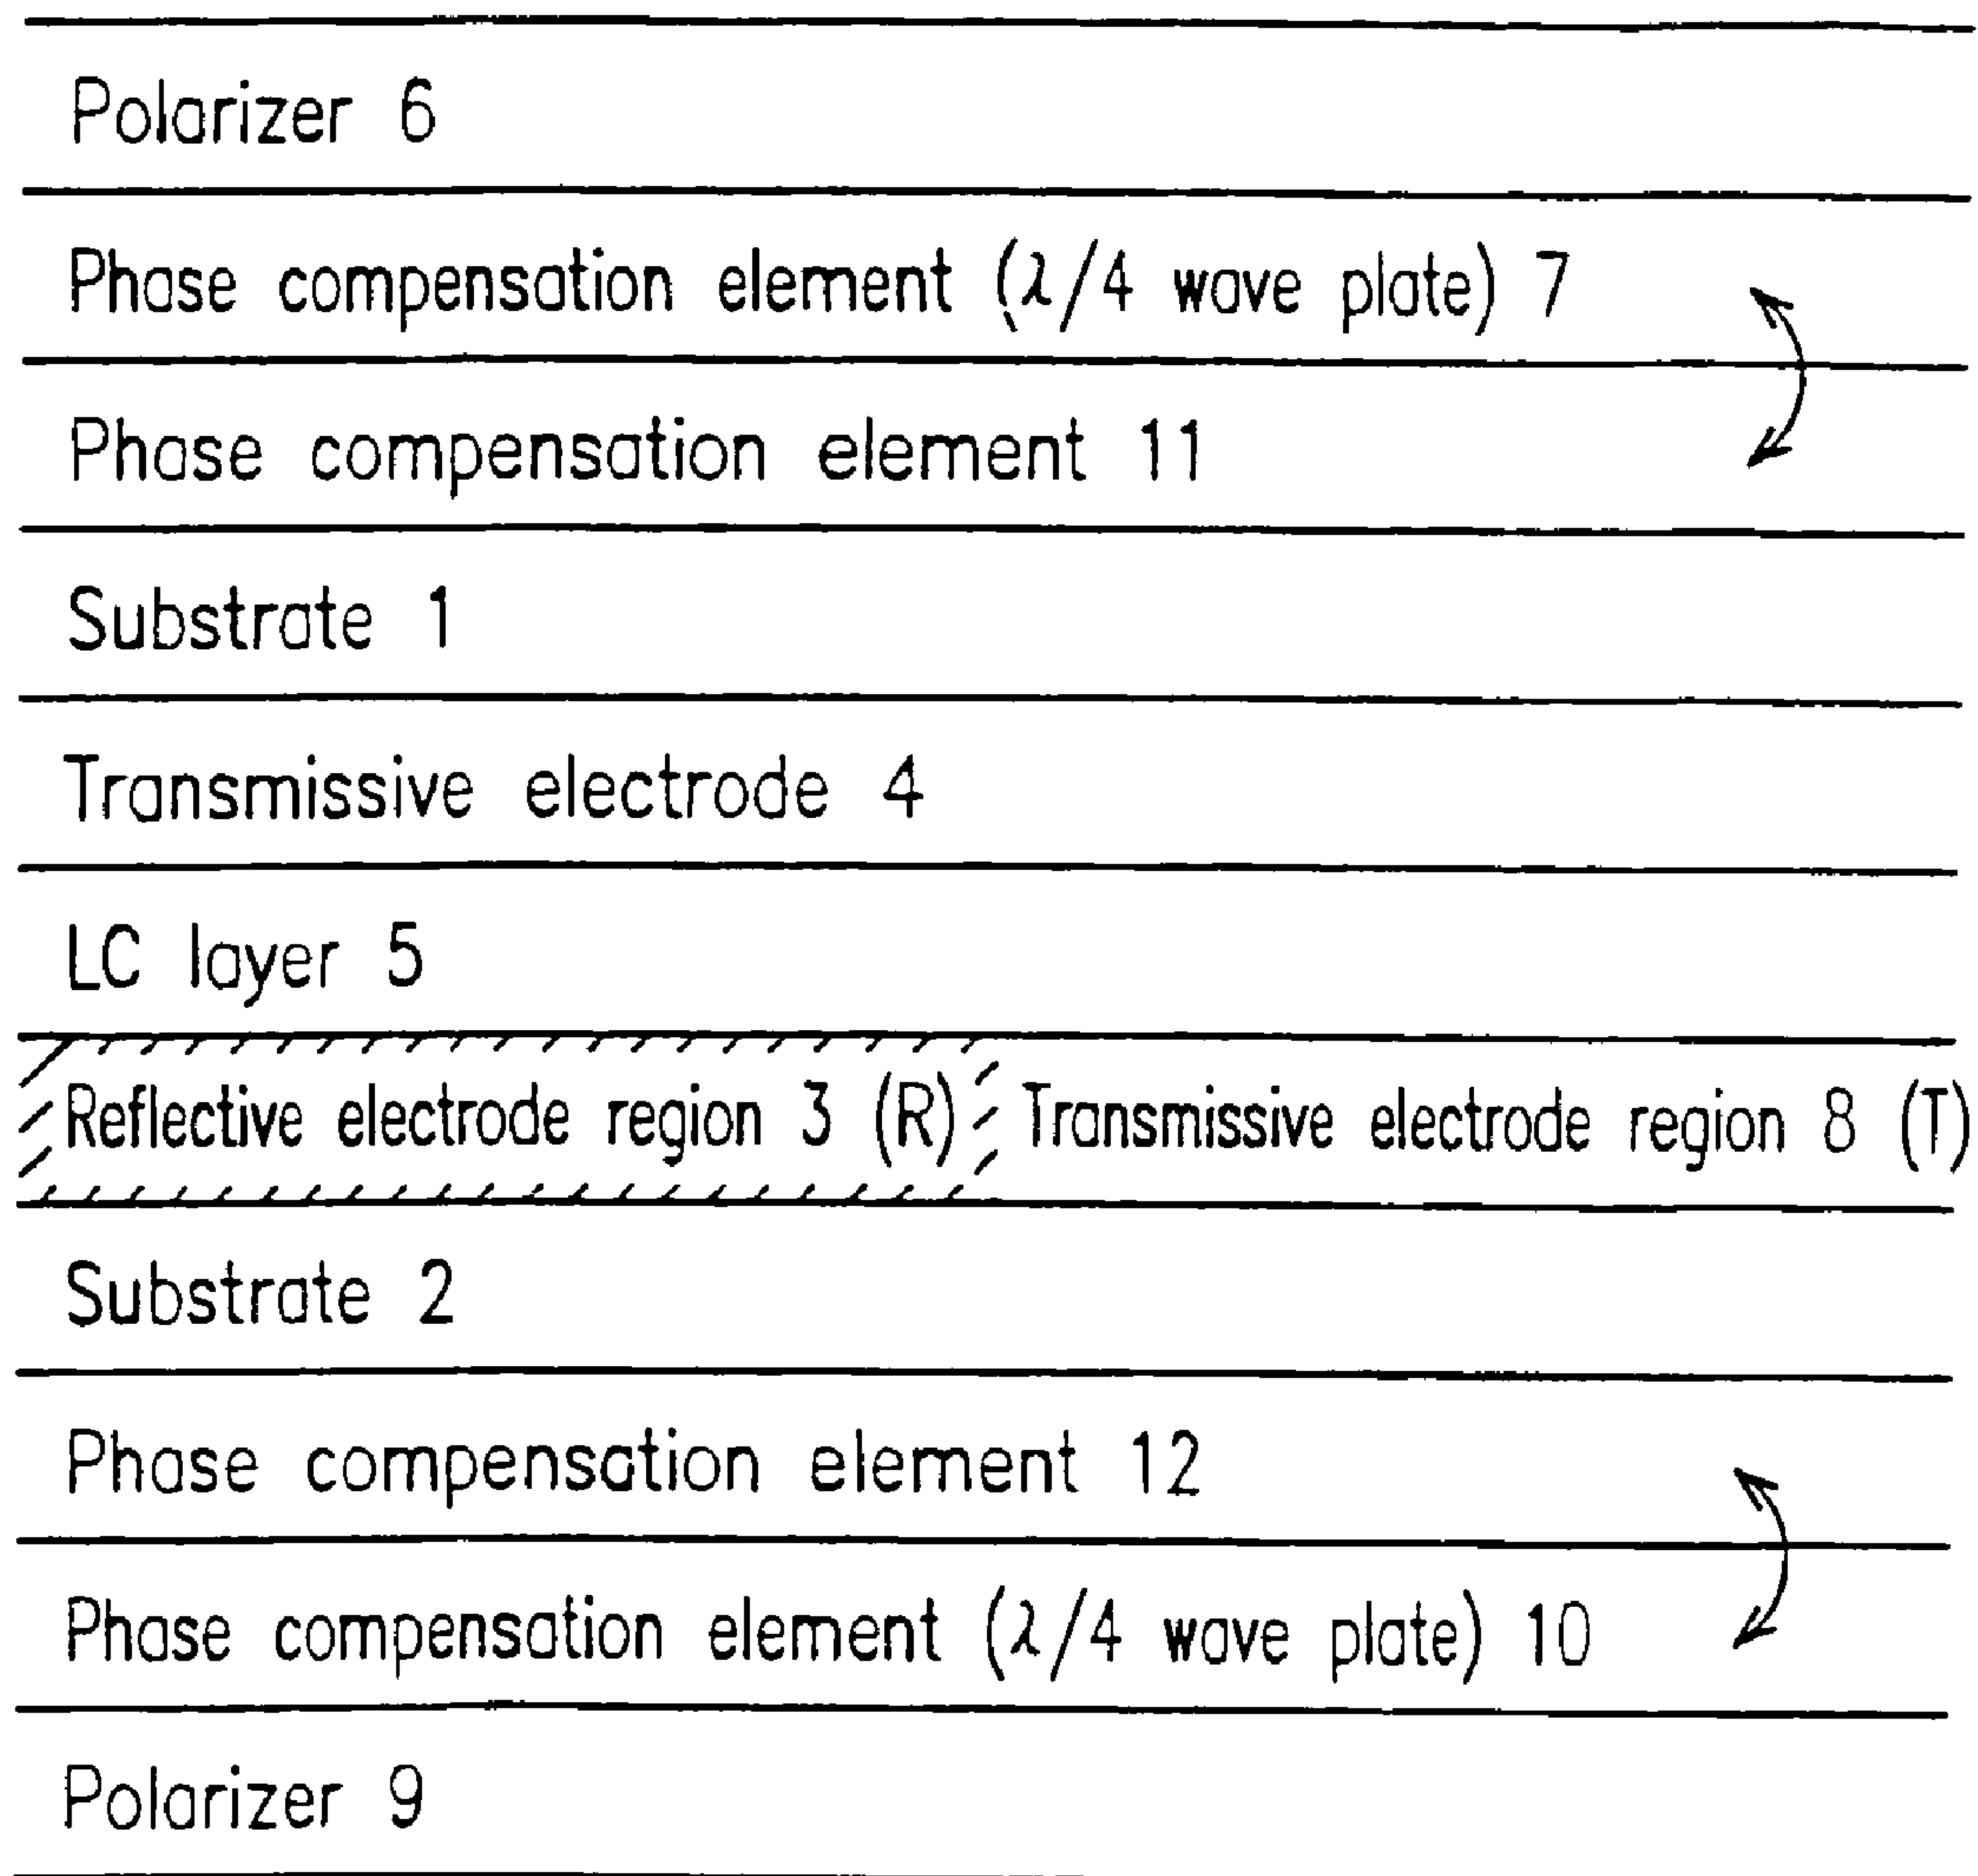 Polarizer 6
Phase compensation element (λ/4 wave plate) 7
Phase compensation element 11
Substrate 1
Transmissive electrode 4
LC layer 5
Reflective electrode region 3 (R) Transmissive electrode region 8 (T)
Substrate 2
Phase compensation element 12
Phase compensation element (λ/4 wave plate) 10
Polarizer 9